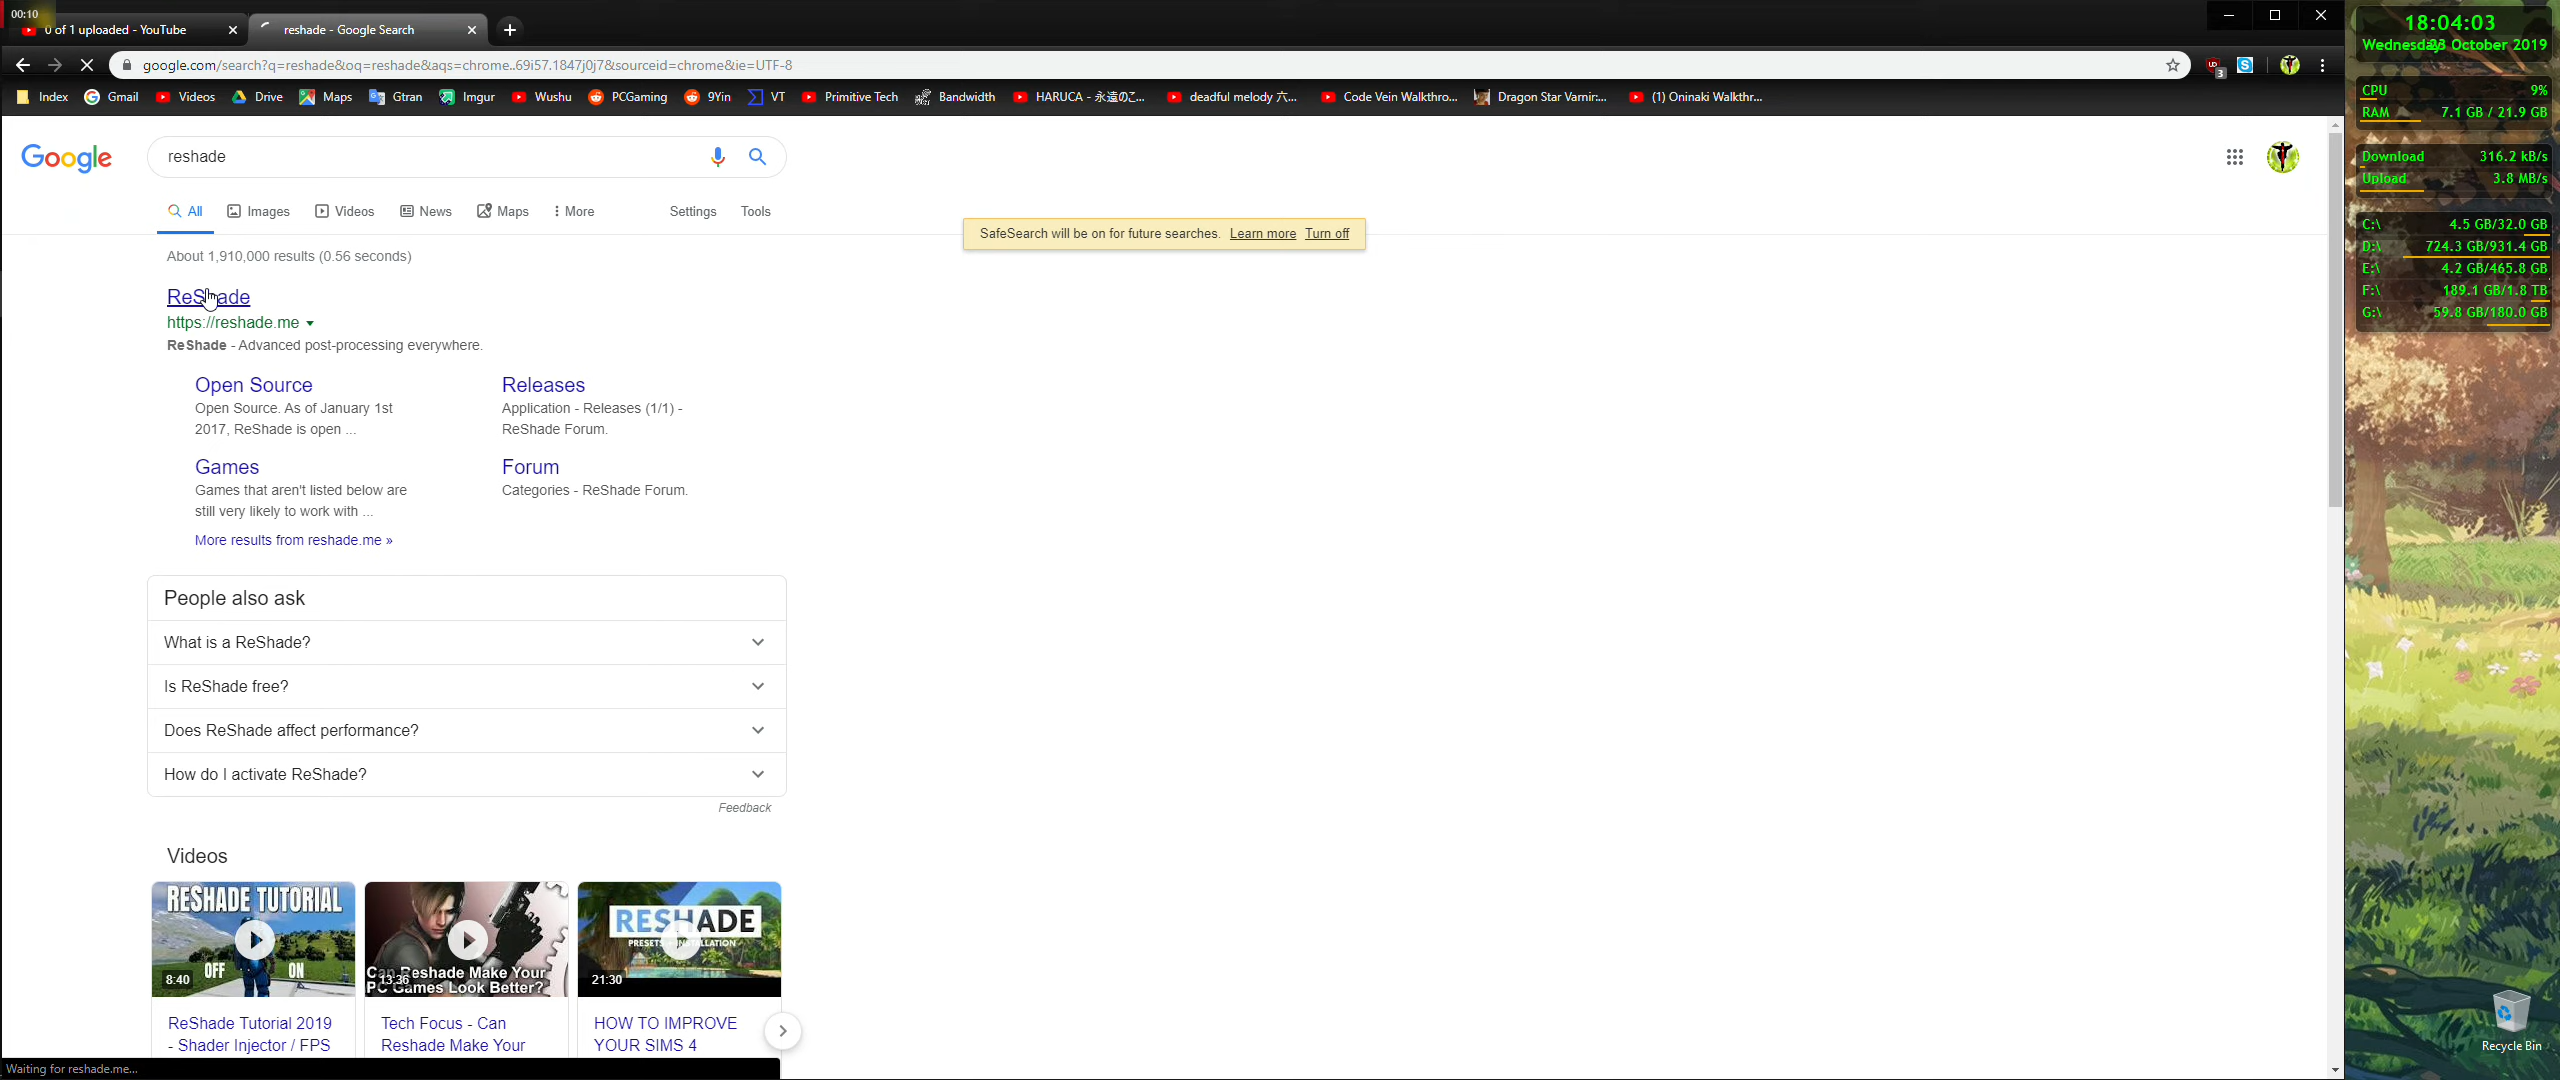 00:10
0 of 1 uploaded - YouTube
reshade - Google Search
google.com/search?q=reshade&oq=reshade&aqs=chrome..69i57.1847j0j7&sourceid=chrome&ie=UTF-8
3
Index Gmail Videos Drive Maps Gtran Imgur Wushu PCGaming 9Yin VT Primitive Tech Bandwidth HARUCA - 永遠のこ... deadful melody 六... Code Vein Walkthro... Dragon Star Varnir:... (1) Oninaki Walkthr...
Google
reshade
All Images Videos News Maps More Settings Tools
SafeSearch will be on for future searches. Learn more Turn off
About 1,910,000 results (0.56 seconds)
ReShade
https://reshade.me
ReShade - Advanced post-processing everywhere.
Open Source
Open Source. As of January 1st
2017, ReShade is open ...
Releases
Application - Releases (1/1) -
ReShade Forum.
Games
Games that aren't listed below are
still very likely to work with ...
Forum
Categories - ReShade Forum.
More results from reshade.me »
People also ask
What is a ReShade?
Is ReShade free?
Does ReShade affect performance?
How do I activate ReShade?
Feedback
Videos
RESHADE TUTORIAL
OFF ON
8:40
Can Reshade Make Your
PC Games Look Better?
13:36
RESHADE
PRESETS + INSTALLATION
21:30
ReShade Tutorial 2019
- Shader Injector / FPS
Tech Focus - Can
Reshade Make Your
HOW TO IMPROVE
YOUR SIMS 4
Waiting for reshade.me...
18:04:03
Wednesday 23 October 2019
CPU 9%
RAM 7.1 GB / 21.9 GB
Download 316.2 kB/s
Upload 3.8 MB/s
C:\ 4.5 GB/32.0 GB
D:\ 724.3 GB/931.4 GB
E:\ 4.2 GB/465.8 GB
F:\ 189.1 GB/1.8 TB
G:\ 59.8 GB/180.0 GB
Recycle Bin